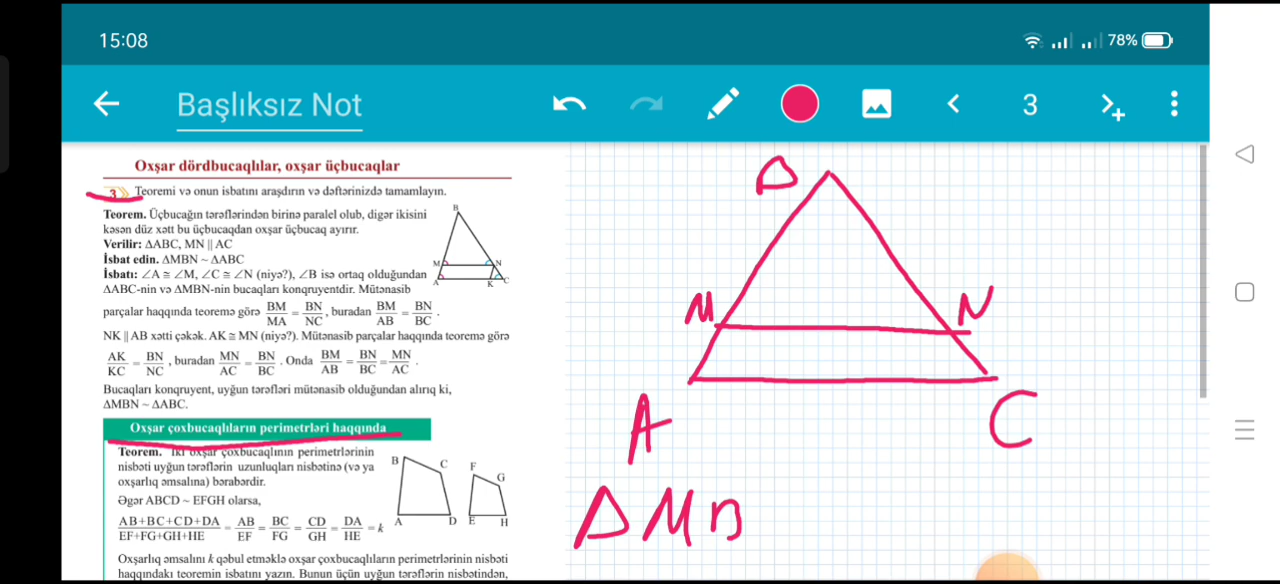 15:08
78%
Başlıksız Not
3
Oxşar dördbucaqlılar, oxşar üçbucaqlar
3 Teoremi və onun isbatını araşdırın və dəftərinizdə tamamlayın.
Teorem. Üçbucağın tərəflərindən birinə paralel olub, digər ikisini
kəsən düz xətt bu üçbucaqdan oxşar üçbucaq ayırır.
Verilir: ΔABC, MN || AC
İsbat edin. ΔMBN ~ ΔABC
İsbatı: ∠A ≅ ∠M, ∠C ≅ ∠N (niyə?), ∠B isə ortaq olduğundan
ΔABC-nin və ΔMBN-nin bucaqları konqruyentdir. Mütənasib
parçalar haqqında teoremə görə BM/MA = BN/NC, buradan BM/AB = BN/BC.
NK || AB xətti çəkək. AK ≅ MN (niyə?). Mütənasib parçalar haqqında teoremə görə
AK/KC = BN/NC, buradan MN/AC = BN/BC. Onda BM/AB = BN/BC = MN/AC.
Bucaqları konqruyent, uyğun tərəfləri mütənasib olduğundan alırıq ki,
ΔMBN ~ ΔABC.
B
M N
A K C
Oxşar çoxbucaqlıların perimetrləri haqqında
Teorem. İki oxşar çoxbucaqlının perimetrlərinin
nisbəti uyğun tərəflərin uzunluqları nisbətinə (və ya
oxşarlıq əmsalına) bərabərdir.
Əgər ABCD ~ EFGH olarsa,
AB+BC+CD+DA/EF+FG+GH+HE = AB/EF = BC/FG = CD/GH = DA/HE = k
B C F G
A D E H
Oxşarlıq əmsalını k qəbul etməklə oxşar çoxbucaqlıların perimetrlərinin nisbəti
haqqındakı teoremin isbatını yazın. Bunun üçün uyğun tərəflərin nisbətindən,
M N
A C
ΔMB